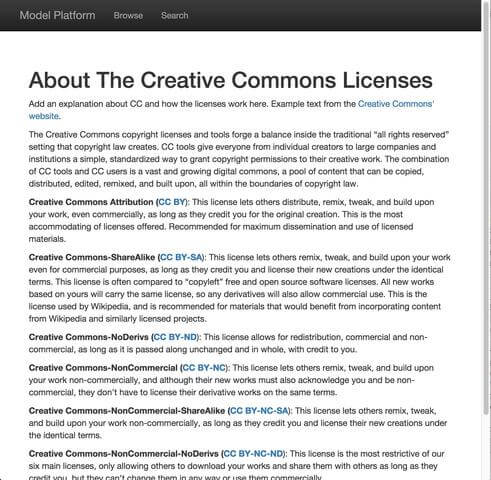 Model Platform Browse Search
About The Creative Commons Licenses
Add an explanation about CC and how the licenses work here. Example text from the Creative Commons'
website.
The Creative Commons copyright licenses and tools forge a balance inside the traditional “all rights reserved”
setting that copyright law creates. CC tools give everyone from individual creators to large companies and
institutions a simple, standardized way to grant copyright permissions to their creative work. The combination
of CC tools and CC users is a vast and growing digital commons, a pool of content that can be copied,
distributed, edited, remixed, and built upon, all within the boundaries of copyright law.
Creative Commons Attribution (CC BY): This license lets others distribute, remix, tweak, and build upon
your work, even commercially, as long as they credit you for the original creation. This is the most
accommodating of licenses offered. Recommended for maximum dissemination and use of licensed
materials.
Creative Commons-ShareAlike (CC BY-SA): This license lets others remix, tweak, and build upon your work
even for commercial purposes, as long as they credit you and license their new creations under the identical
terms. This license is often compared to “copyleft” free and open source software licenses. All new works
based on yours will carry the same license, so any derivatives will also allow commercial use. This is the
license used by Wikipedia, and is recommended for materials that would benefit from incorporating content
from Wikipedia and similarly licensed projects.
Creative Commons-NoDerivs (CC BY-ND): This license allows for redistribution, commercial and non-
commercial, as long as it is passed along unchanged and in whole, with credit to you.
Creative Commons-NonCommercial (CC BY-NC): This license lets others remix, tweak, and build upon
your work non-commercially, and although their new works must also acknowledge you and be non-
commercial, they don’t have to license their derivative works on the same terms.
Creative Commons-NonCommercial-ShareAlike (CC BY-NC-SA): This license lets others remix, tweak,
and build upon your work non-commercially, as long as they credit you and license their new creations under
the identical terms.
Creative Commons-NonCommercial-NoDerivs (CC BY-NC-ND): This license is the most restrictive of our
six main licenses, only allowing others to download your works and share them with others as long as they
credit you, but they can’t change them in any way or use them commercially.